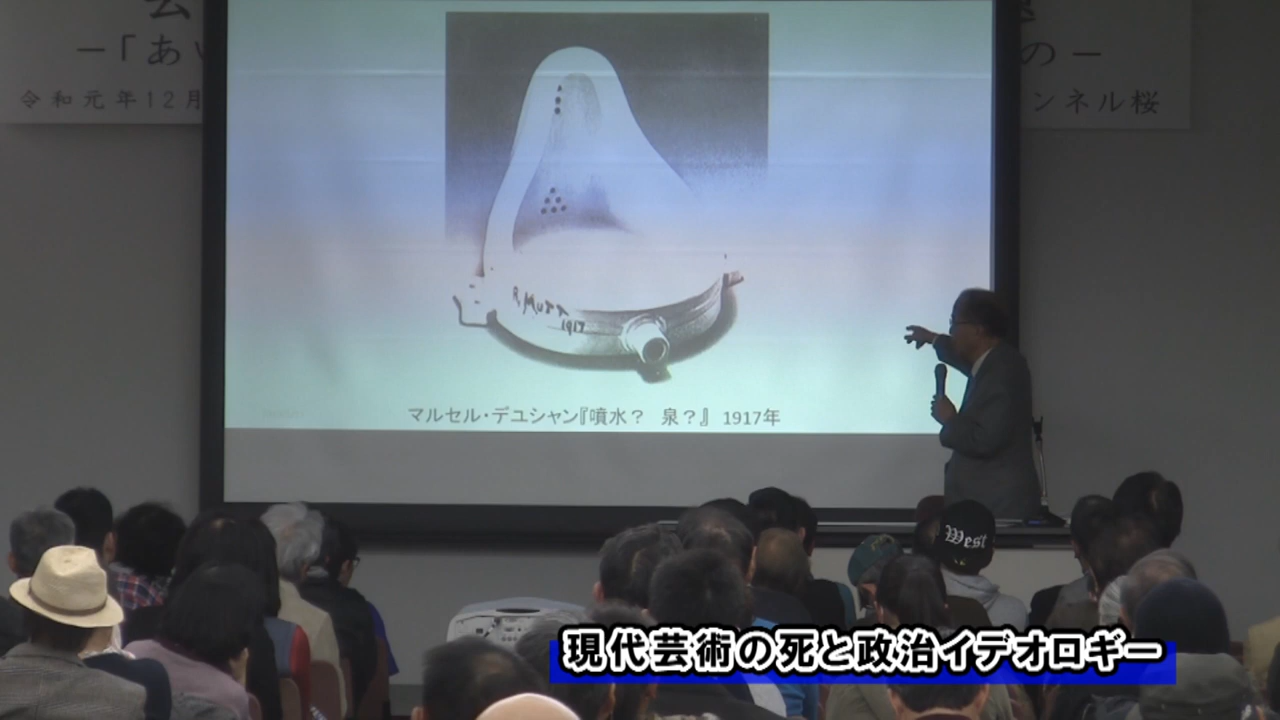 ー「あ
の－
令和元年12月
ンネル桜
R. MUTT
1917
マルセル・デユシャン『噴水？ 泉？』 1917年
West
現代芸術の死と政治イデオロギー